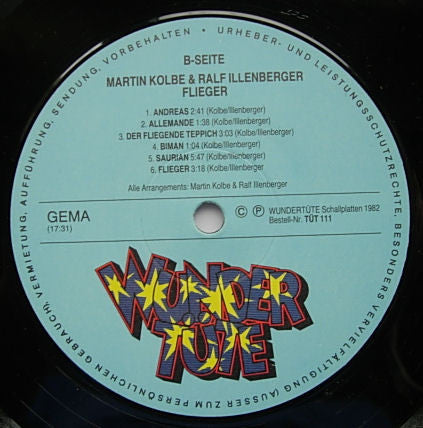 B-SEITE
MARTIN KOLBE & RALF ILLENBERGER
FLIEGER
1. ANDREAS 2:41 (Kolbe/Illenberger)
2. ALLEMANDE 1:38 (Kolbe/Illenberger)
3. DER FLIEGENDE TEPPICH 3:03 (Kolbe/Illenberger)
4. BIMAN 1:04 (Kolbe/Illenberger
5. SAURIAN 5:47 (Kolbe/Illenberger)
6. FLIEGER 3:18 (Kolbe/Illenberger)
Alle Arrangements: Martin Kolbe & Ralf Illenberger
GEMA
(17:31)
© ℗ WUNDERTÜTE Schallplatten 1982
Bestell-Nr. TÜT 111
WUNDER
TÜTE
URHEBER- UND LEISTUNGSSCHUTZRECHTE, BESONDERS VERVIELFÄLTIGUNG (AUSSER ZUM PERSÖNLICHEN GEBRAUCH), VERMIETUNG, AUFFÜHRUNG, SENDUNG, VORBEHALTEN •